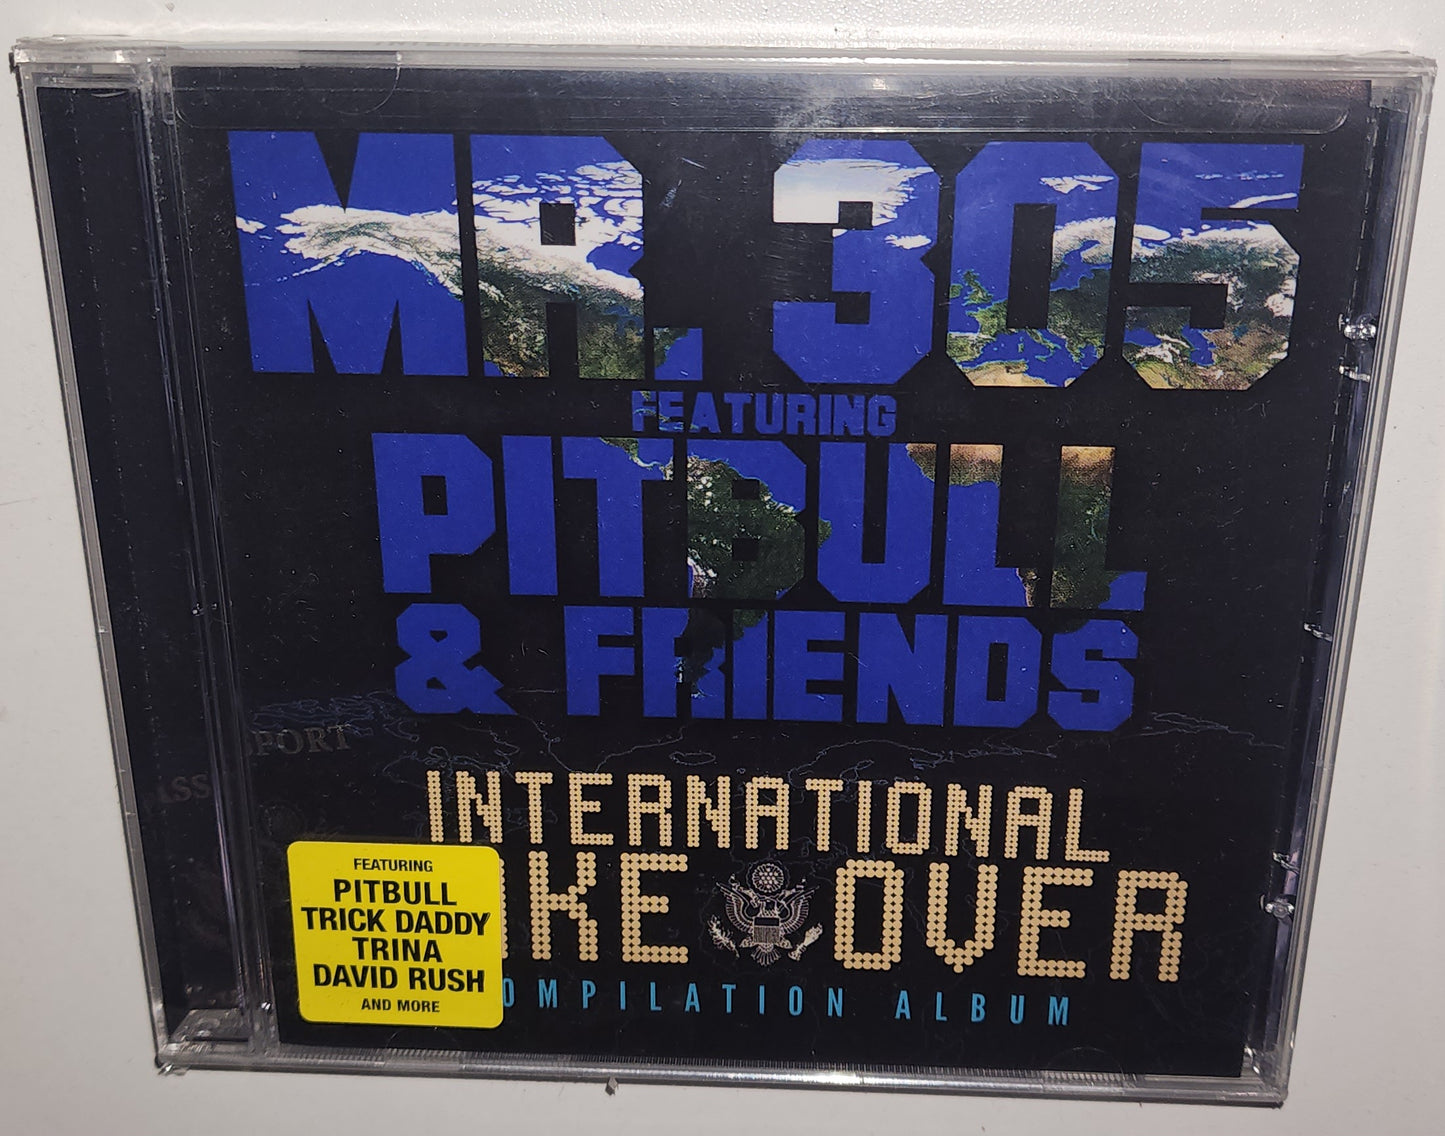 MR. 305
FEATURING
PITBULL
& FRIENDS
PORT
INTERNATIONAL
KE OVER
OMPILATION ALBUM
FEATURING
PITBULL
TRICK DADDY
TRINA
DAVID RUSH
AND MORE